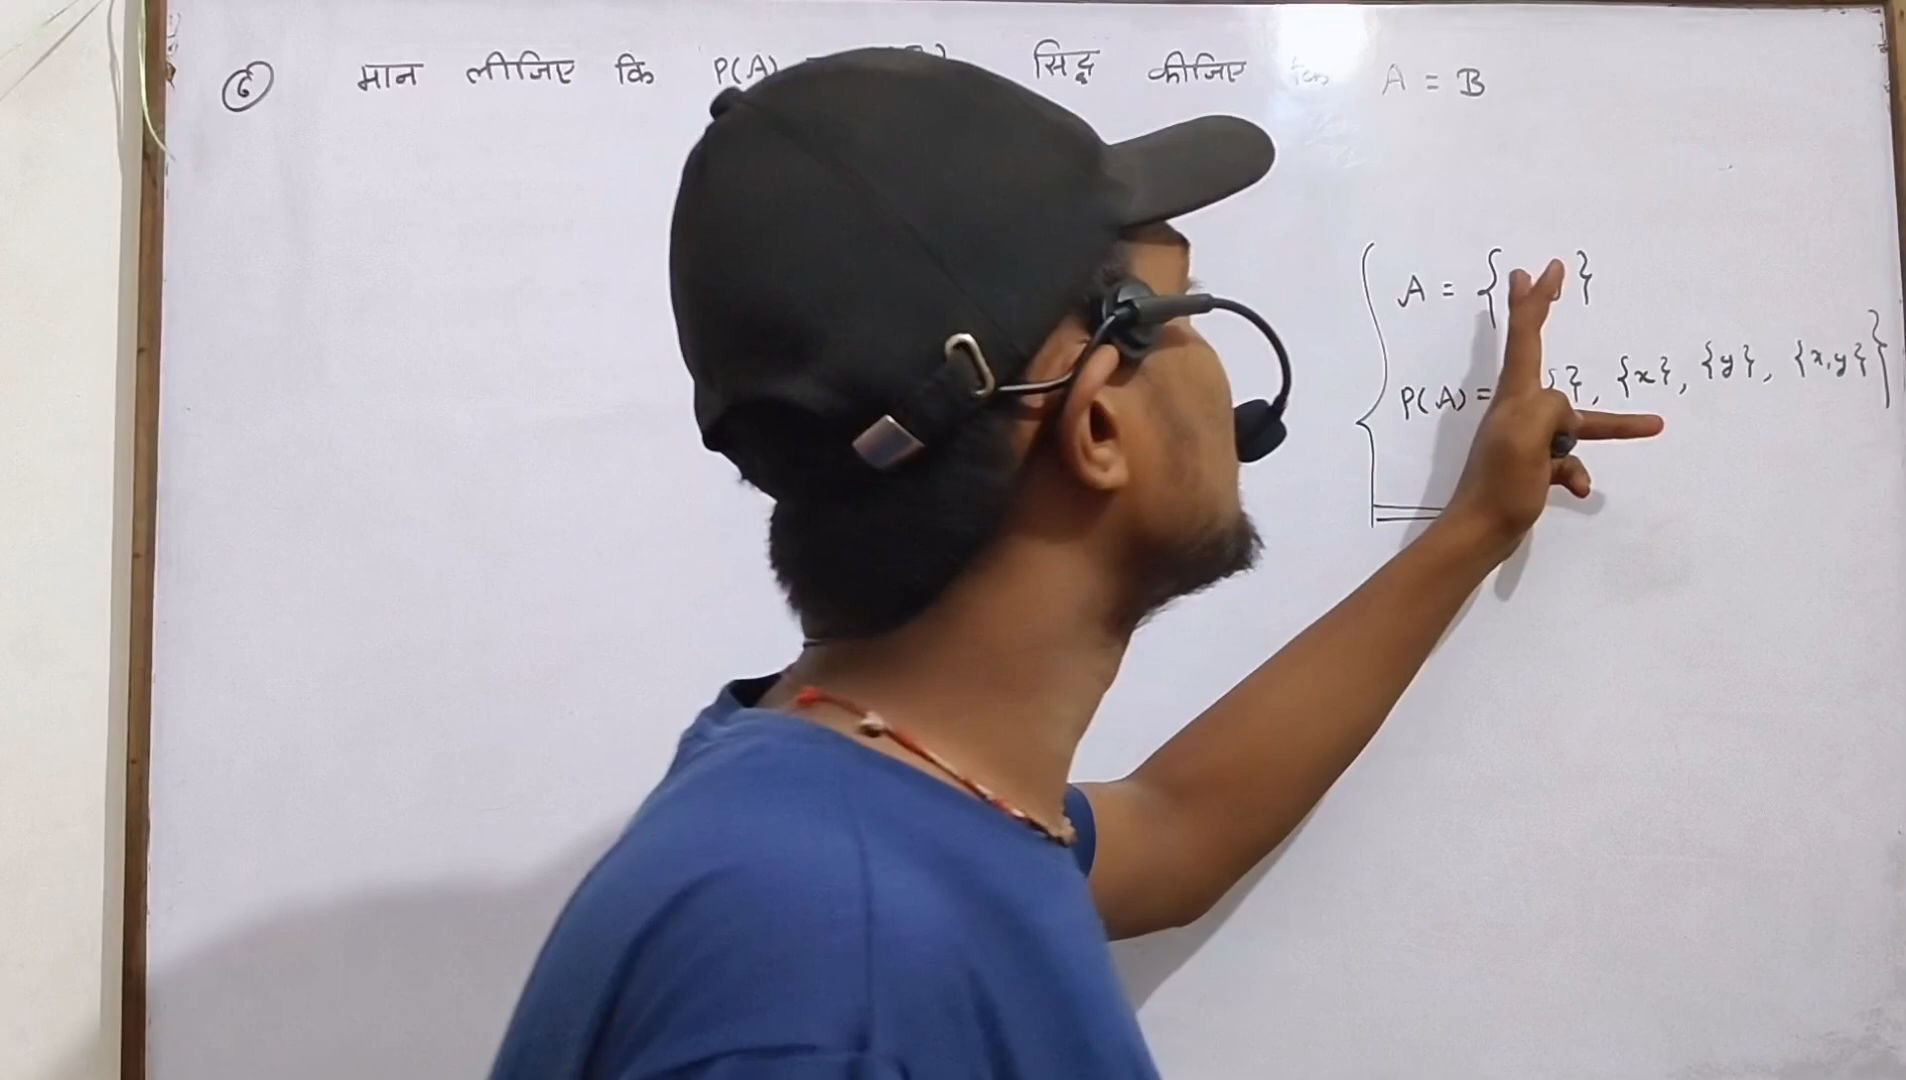 6 मान लीजिए कि P(A) सिद्ध कीजिए कि A = B
A = { }
P(A) = }, {x}, {y}, {x,y}}